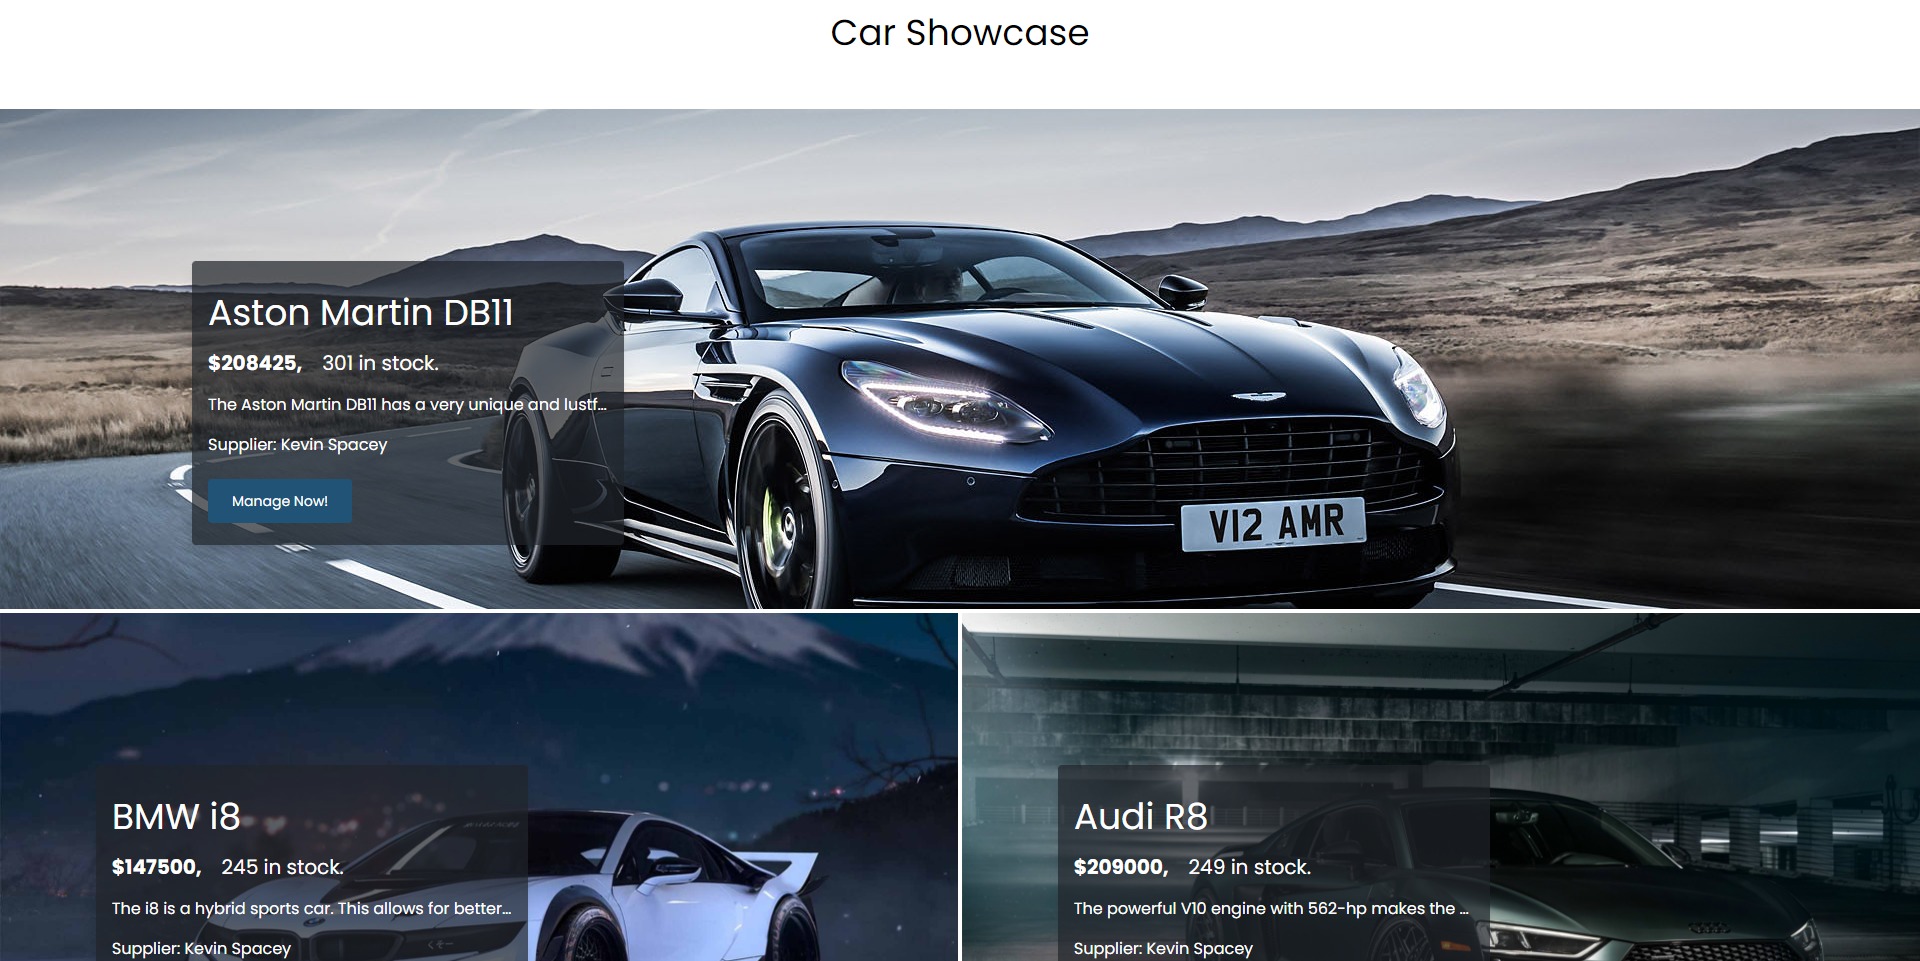 Car Showcase
Aston Martin DB11
$208425, 301 in stock.
The Aston Martin DB11 has a very unique and lustf...
Supplier: Kevin Spacey
Manage Now!
V12 AMR
BMW i8
$147500, 245 in stock.
The i8 is a hybrid sports car. This allows for better...
Supplier: Kevin Spacey
Audi R8
$209000, 249 in stock.
The powerful V10 engine with 562-hp makes the ...
Supplier: Kevin Spacey